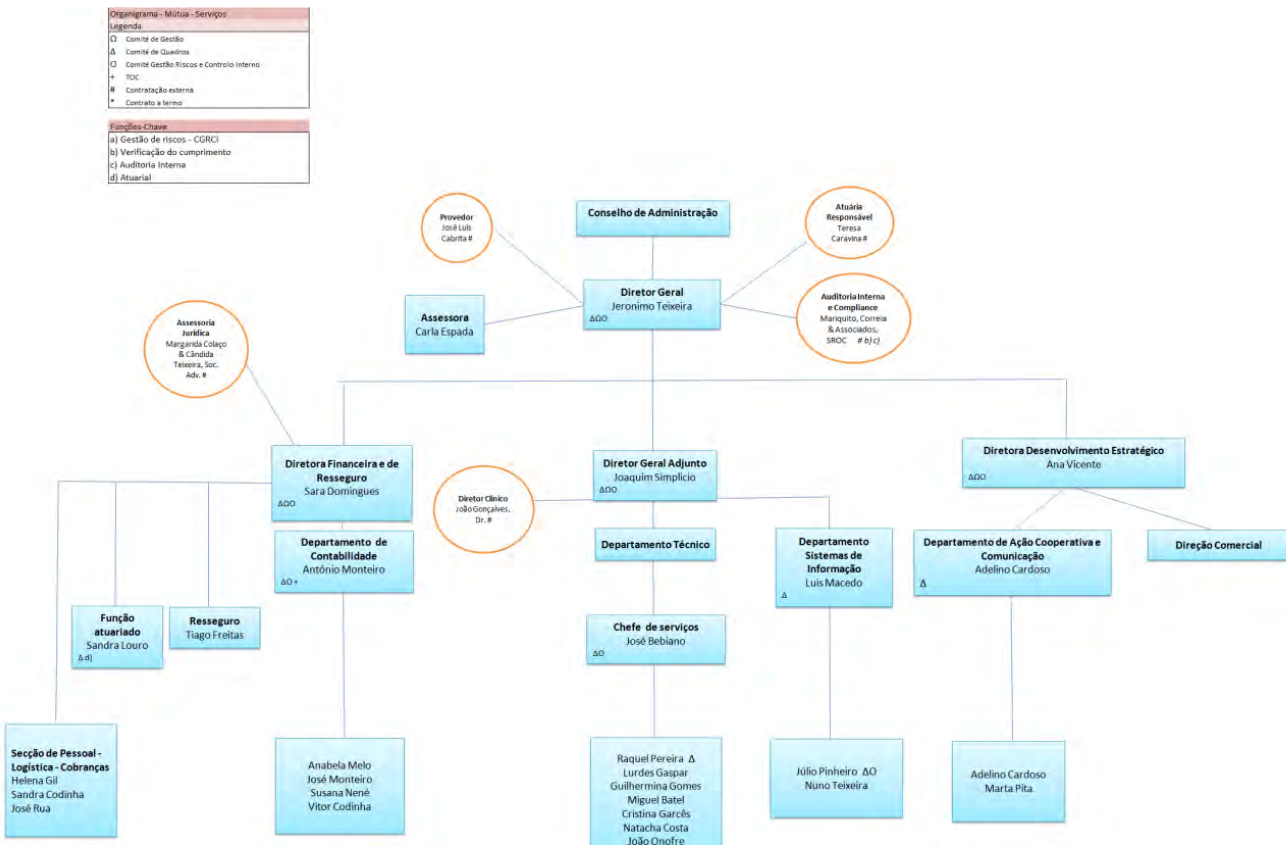 Organigrama - Mútua - Serviços
Legenda
Ω Comité de Gestão
Δ Comité de Quadros
O Comité Gestão Riscos e Controlo Interno
+ TOC
# Contratação externa
* Contrato a termo
Funções-Chave
a) Gestão de riscos - CGRCI
b) Verificação do cumprimento
c) Auditoria Interna
d) Atuarial
Conselho de Administração
Provedor
José Luis
Cabrita #
Atuária
Responsável
Teresa
Caravina #
Diretor Geral
Jeronimo Teixeira
ΔΩO
Assessora
Carla Espada
Auditoria Interna
e Compliance
Mariquito, Correia
& Associados,
SROC # b) c)
Assessoria
Jurídica
Margarida Colaço
& Cândida
Teixeira, Soc.
Adv. #
Diretora Financeira e de
Resseguro
Sara Domingues
ΔΩO
Diretor Geral Adjunto
Joaquim Simplicio
ΔΩO
Diretora Desenvolvimento Estratégico
Ana Vicente
ΔΩO
Diretor Clínico
João Gonçalves,
Dr. #
Departamento de
Contabilidade
António Monteiro
ΔO +
Departamento Técnico
Departamento
Sistemas de
Informação
Luis Macedo
Δ
Departamento de Ação Cooperativa e
Comunicação
Adelino Cardoso
Δ
Direção Comercial
Função
atuariado
Sandra Louro
Δ d)
Resseguro
Tiago Freitas
Chefe de serviços
José Bebiano
ΔO
Secção de Pessoal -
Logística - Cobranças
Helena Gil
Sandra Codinha
José Rua
Anabela Melo
José Monteiro
Susana Nené
Vitor Codinha
Raquel Pereira Δ
Lurdes Gaspar
Guilhermina Gomes
Miguel Batel
Cristina Garcês
Natacha Costa
João Onofre
Júlio Pinheiro ΔO
Nuno Teixeira
Adelino Cardoso
Marta Pita